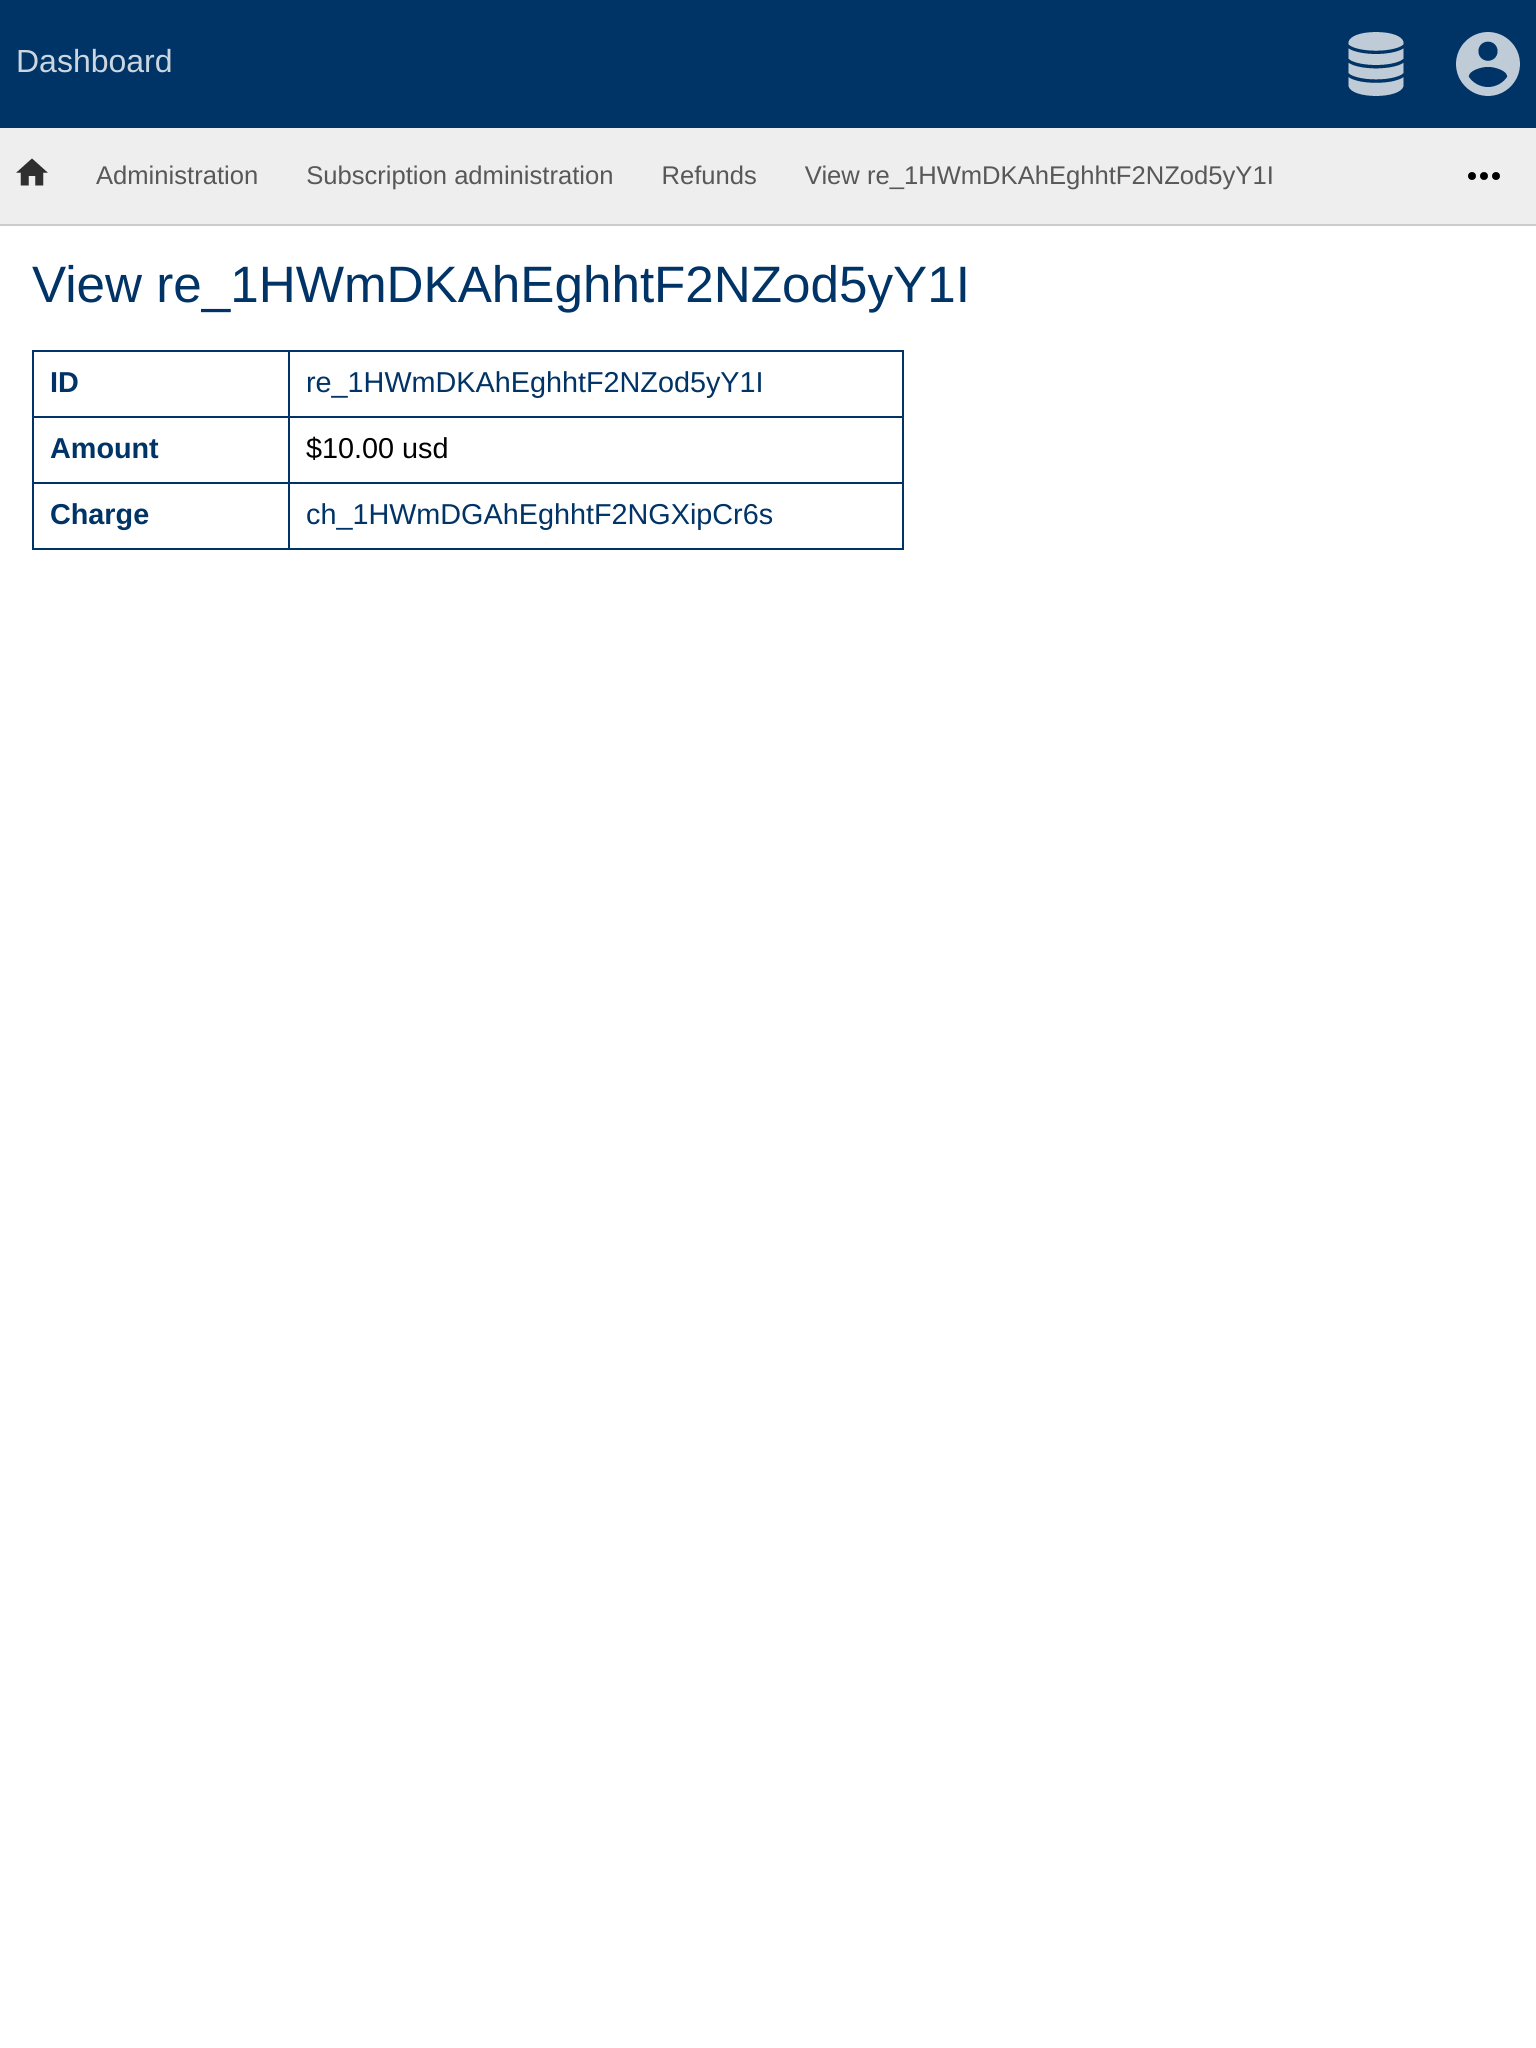 Dashboard
Administration Subscription administration Refunds View re_1HWmDKAhEghhtF2NZod5yY1I
View re_1HWmDKAhEghhtF2NZod5yY1I
ID re_1HWmDKAhEghhtF2NZod5yY1I
Amount $10.00 usd
Charge ch_1HWmDGAhEghhtF2NGXipCr6s